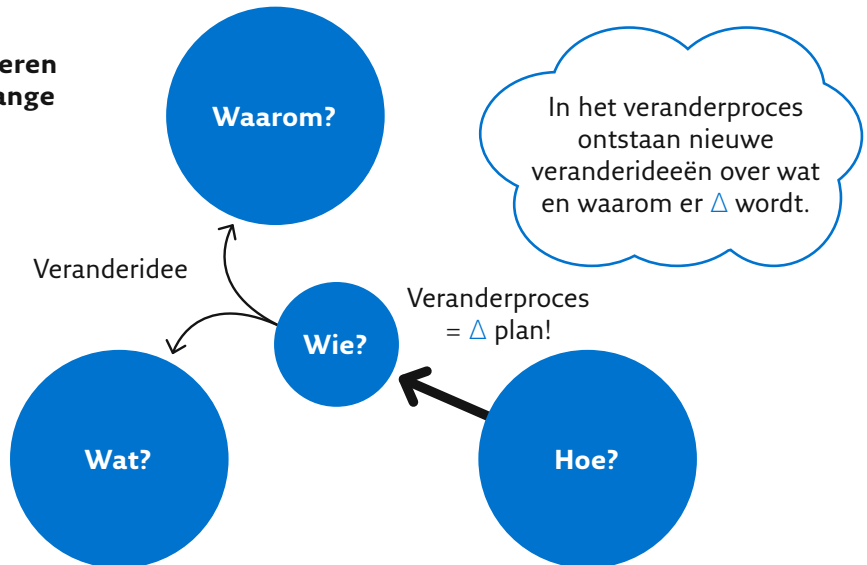 eren
ange
Waarom?
In het veranderproces
ontstaan nieuwe
veranderideeën over wat
en waarom er Δ wordt.
Veranderidee
Veranderproces
= Δ plan!
Wie?
Wat?
Hoe?